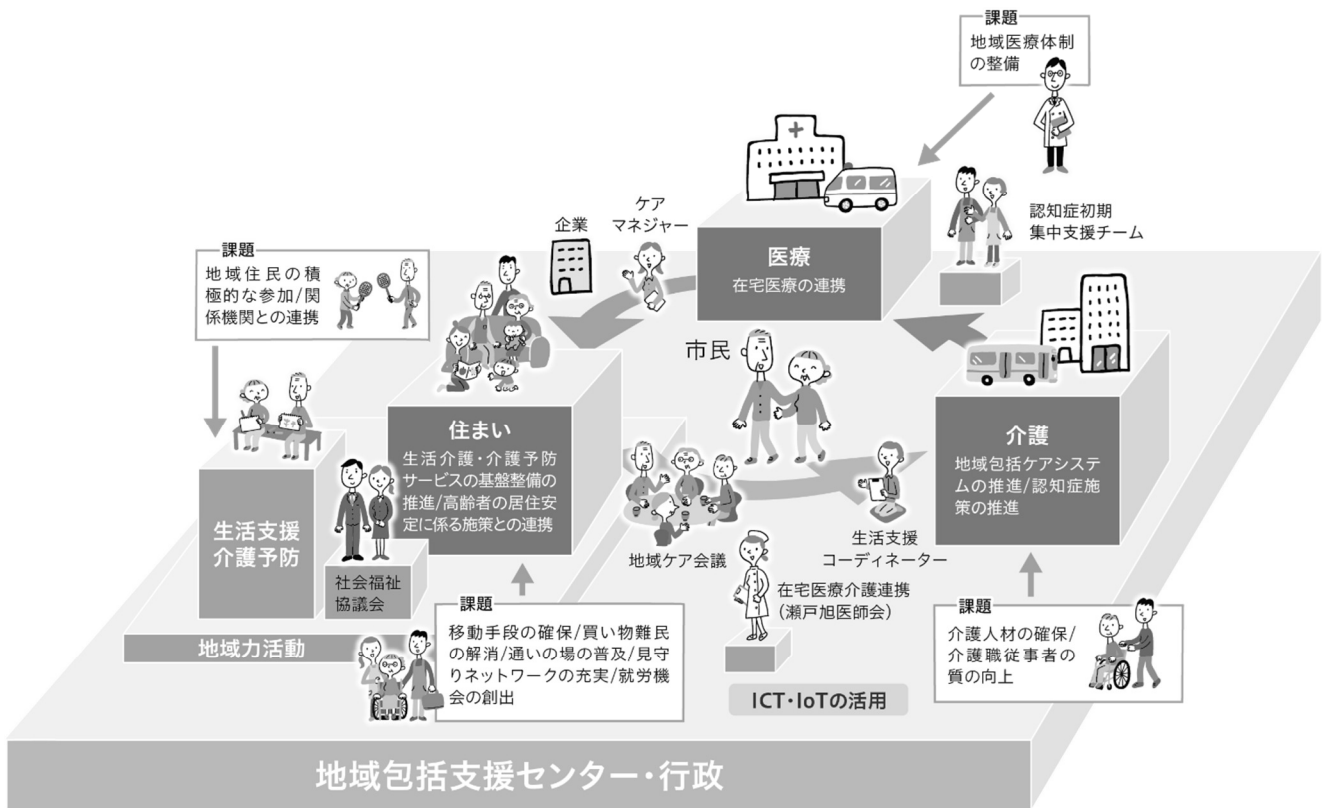 課題
地域医療体制
の整備
認知症初期
集中支援チーム
ケア
マネジャー
企業
医療
在宅医療の連携
課題
地域住民の積
極的な参加/関
係機関との連携
市民
住まい
生活介護・介護予防
サービスの基盤整備の
推進/高齢者の居住安
定に係る施策との連携
介護
地域包括ケアシステ
ムの推進/認知症施
策の推進
生活支援
介護予防
社会福祉
協議会
地域力活動
地域ケア会議
生活支援
コーディネーター
在宅医療介護連携
(瀬戸旭医師会)
課題
移動手段の確保/買い物難民
の解消/通いの場の普及/見守
りネットワークの充実/就労機
会の創出
課題
介護人材の確保/
介護職従事者の
質の向上
ICT・IoTの活用
地域包括支援センター・行政